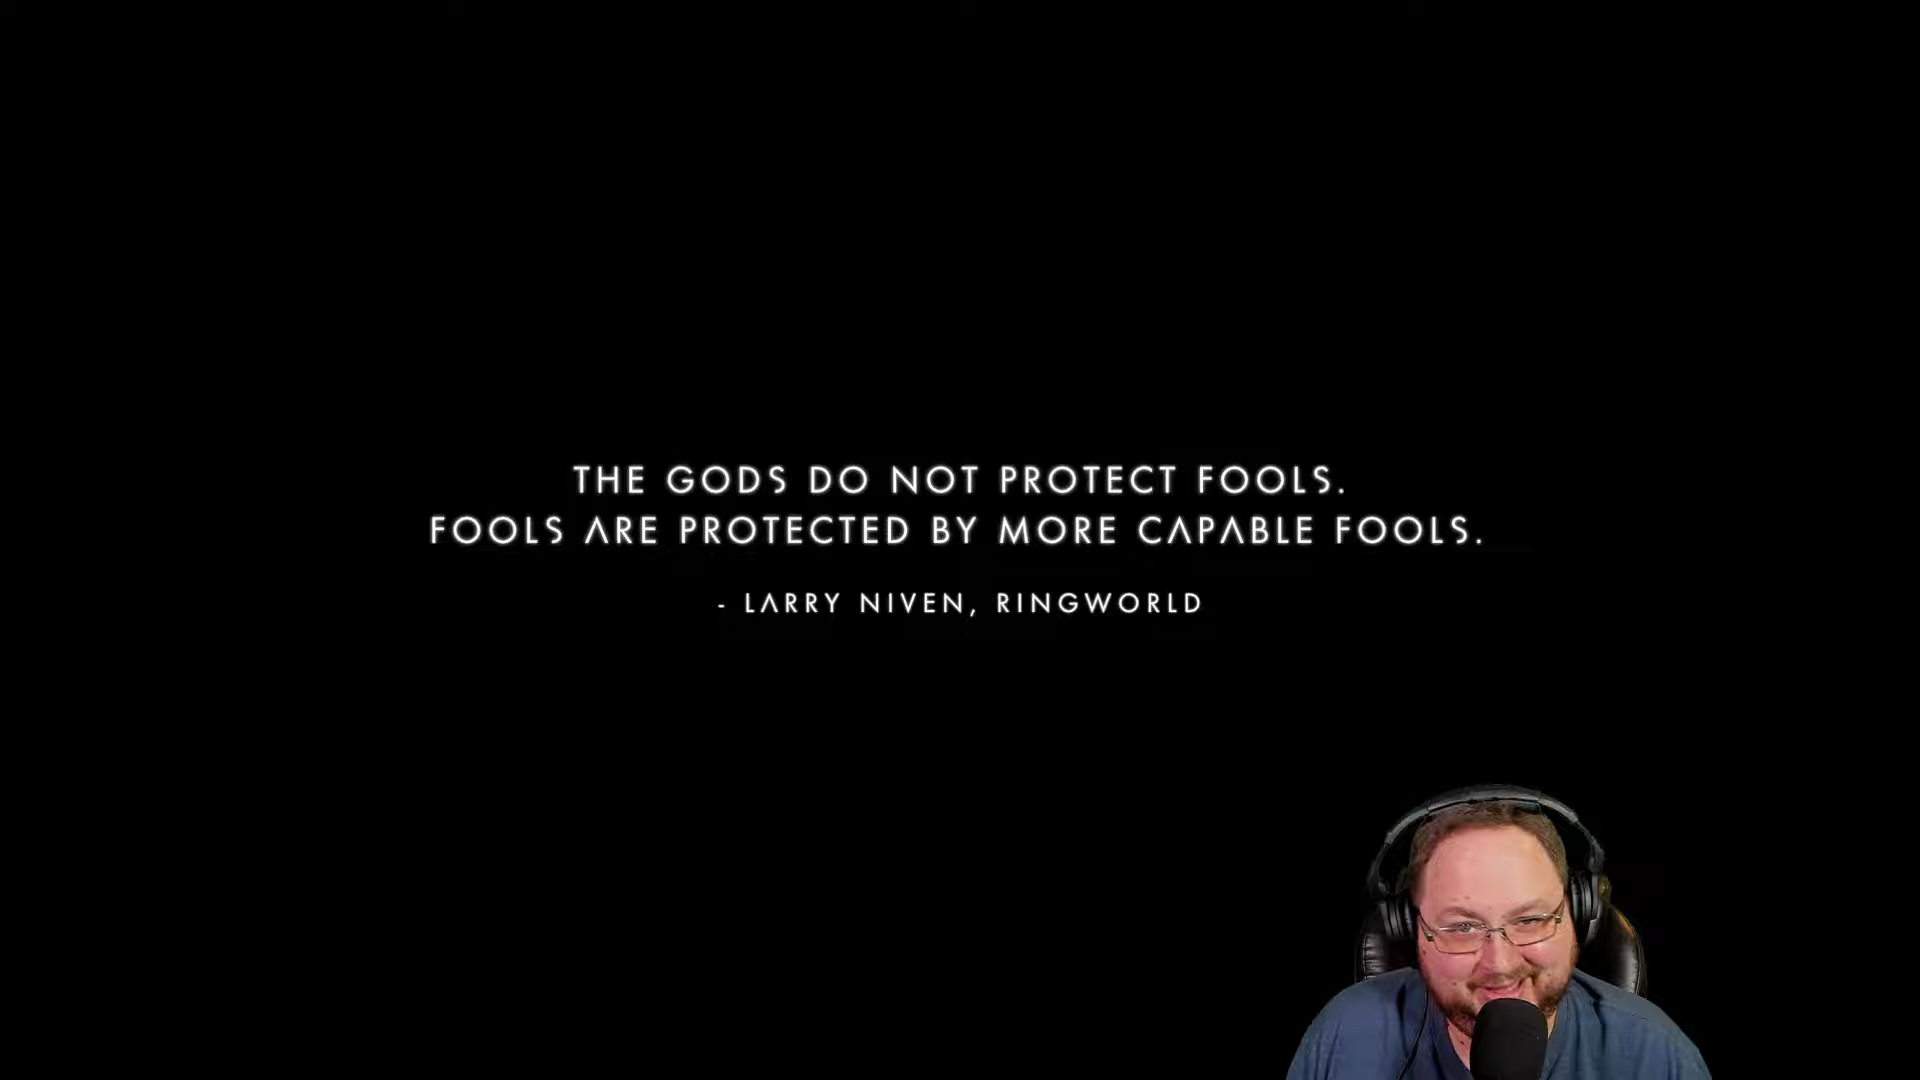 THE GODS DO NOT PROTECT FOOLS.
FOOLS ARE PROTECTED BY MORE CAPABLE FOOLS.
- LARRY NIVEN, RINGWORLD